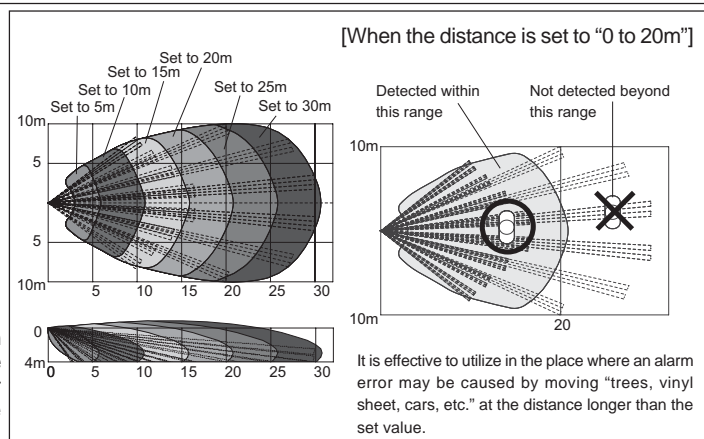 [When the distance is set to “0 to 20m”]
Set to 20m
Set to 15m
Set to 10m
Set to 5m
Set to 25m
Set to 30m
10m
5
5
10m
5 10 15 20 25 30
0
4m
0 5 10 15 20 25 30
Detected within
this range
Not detected beyond
this range
10m
10m
20
It is effective to utilize in the place where an alarm
error may be caused by moving “trees, vinyl
sheet, cars, etc.” at the distance longer than the
set value.